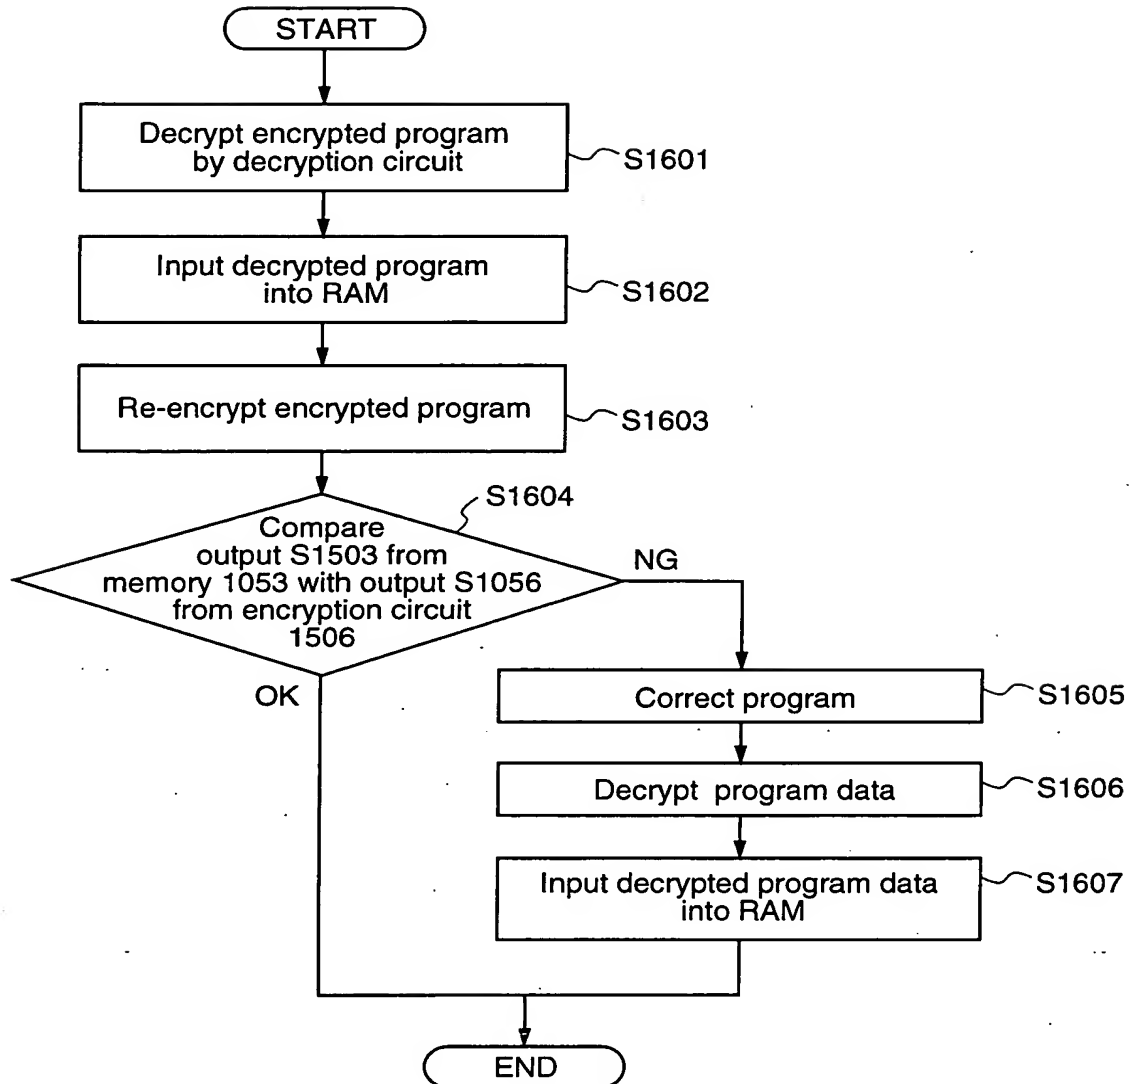 START
Decrypt encrypted program
by decryption circuit
S1601
Input decrypted program
into RAM
S1602
Re-encrypt encrypted program
S1603
S1604
Compare
output S1503 from
memory 1053 with output S1056
from encryption circuit
1506
NG
OK
Correct program
S1605
Decrypt program data
S1606
Input decrypted program data
into RAM
S1607
END